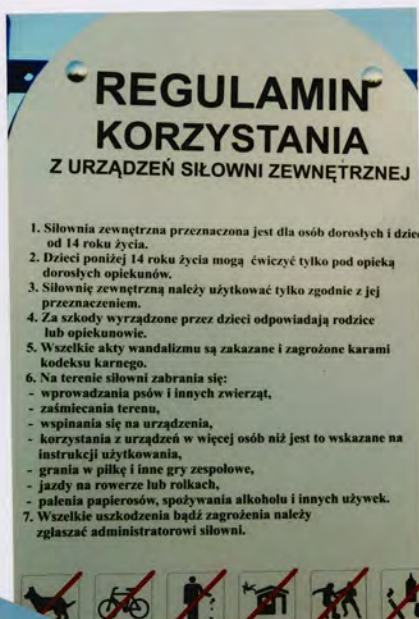 REGULAMIN
KORZYSTANIA
Z URZĄDZEŃ SIŁOWNI ZEWNĘTRZNEJ
1. Siłownia zewnętrzna przeznaczona jest dla osób dorosłych i dzieci
od 14 roku życia.
2. Dzieci poniżej 14 roku życia mogą ćwiczyć tylko pod opieką
dorosłych opiekunów.
3. Siłownię zewnętrzną należy użytkować tylko zgodnie z jej
przeznaczeniem.
4. Za szkody wyrządzone przez dzieci odpowiadają rodzice
lub opiekunowie.
5. Wszelkie akty wandalizmu są zakazane i zagrożone karami
kodeksu karnego.
6. Na terenie siłowni zabrania się:
- wprowadzania psów i innych zwierząt,
- zaśmiecania terenu,
- wspinania się na urządzenia,
- korzystania z urządzeń w więcej osób niż jest to wskazane na
instrukcji użytkowania,
- grania w piłkę i inne gry zespołowe,
- jazdy na rowerze lub rolkach,
- palenia papierosów, spożywania alkoholu i innych używek.
7. Wszelkie uszkodzenia bądź zagrożenia należy
zgłaszać administratorowi siłowni.